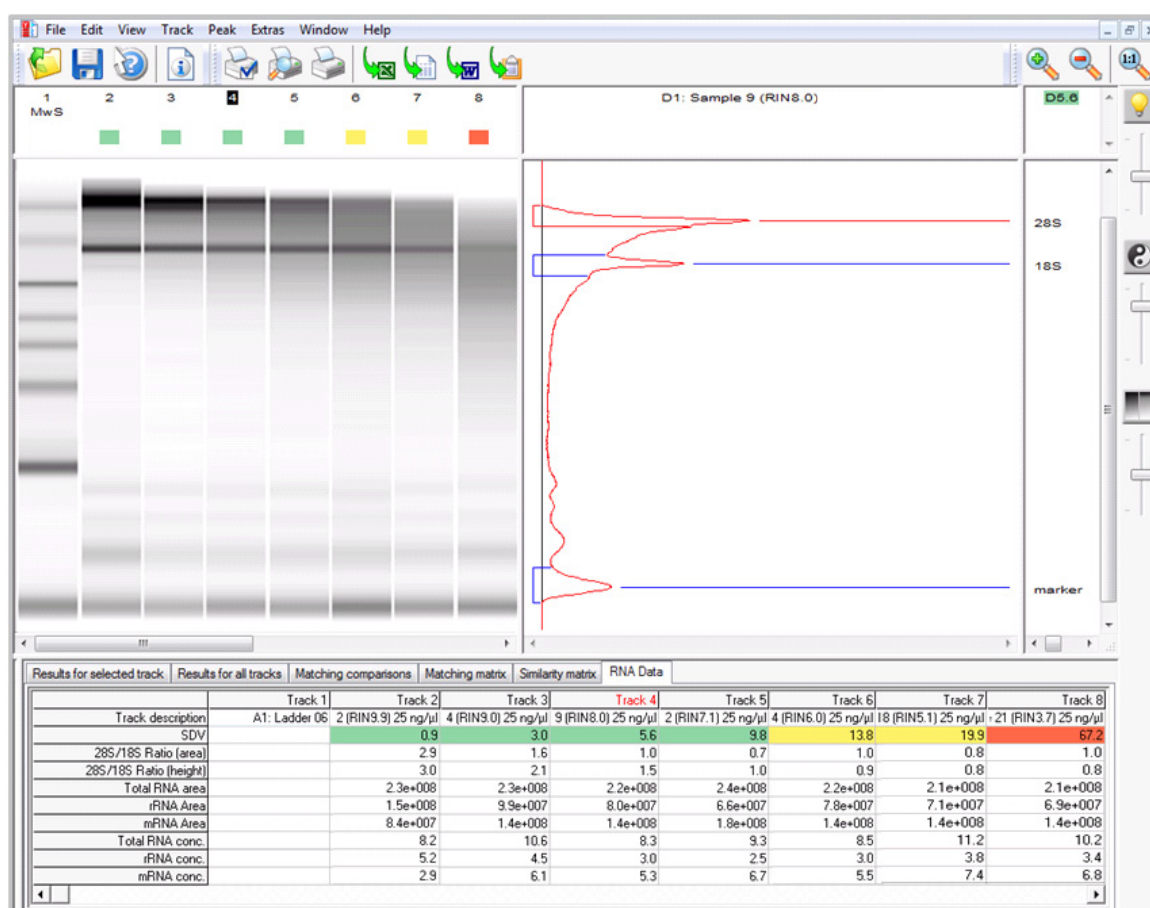 File Edit View Track Peak Extras Window Help
1:1
1 2 3 4 5 6 7 8
MwS
D1: Sample 9 (RIN8.0)
D5.6
28S
18S
marker
Results for selected track Results for all tracks Matching comparisons Matching matrix Similarity matrix RNA Data
Track 1 Track 2 Track 3 Track 4 Track 5 Track 6 Track 7 Track 8
Track description A1: Ladder 06 2 (RIN9.9) 25 ng/µl 4 (RIN9.0) 25 ng/µl 9 (RIN8.0) 25 ng/µl 2 (RIN7.1) 25 ng/µl 4 (RIN6.0) 25 ng/µl 18 (RIN5.1) 25 ng/µl 21 (RIN3.7) 25 ng/µl
SDV 0.9 3.0 5.6 9.8 13.8 19.9 67.2
28S/18S Ratio (area) 2.9 1.6 1.0 0.7 1.0 0.8 1.0
28S/18S Ratio (height) 3.0 2.1 1.5 1.0 0.9 0.8 0.8
Total RNA area 2.3e+008 2.3e+008 2.2e+008 2.4e+008 2.2e+008 2.1e+008 2.1e+008
rRNA Area 1.5e+008 9.9e+007 8.0e+007 6.6e+007 7.8e+007 7.1e+007 6.9e+007
mRNA Area 8.4e+007 1.4e+008 1.4e+008 1.8e+008 1.4e+008 1.4e+008 1.4e+008
Total RNA conc. 8.2 10.6 8.3 9.3 8.5 11.2 10.2
rRNA conc. 5.2 4.5 3.0 2.5 3.0 3.8 3.4
mRNA conc. 2.9 6.1 5.3 6.7 5.5 7.4 6.8